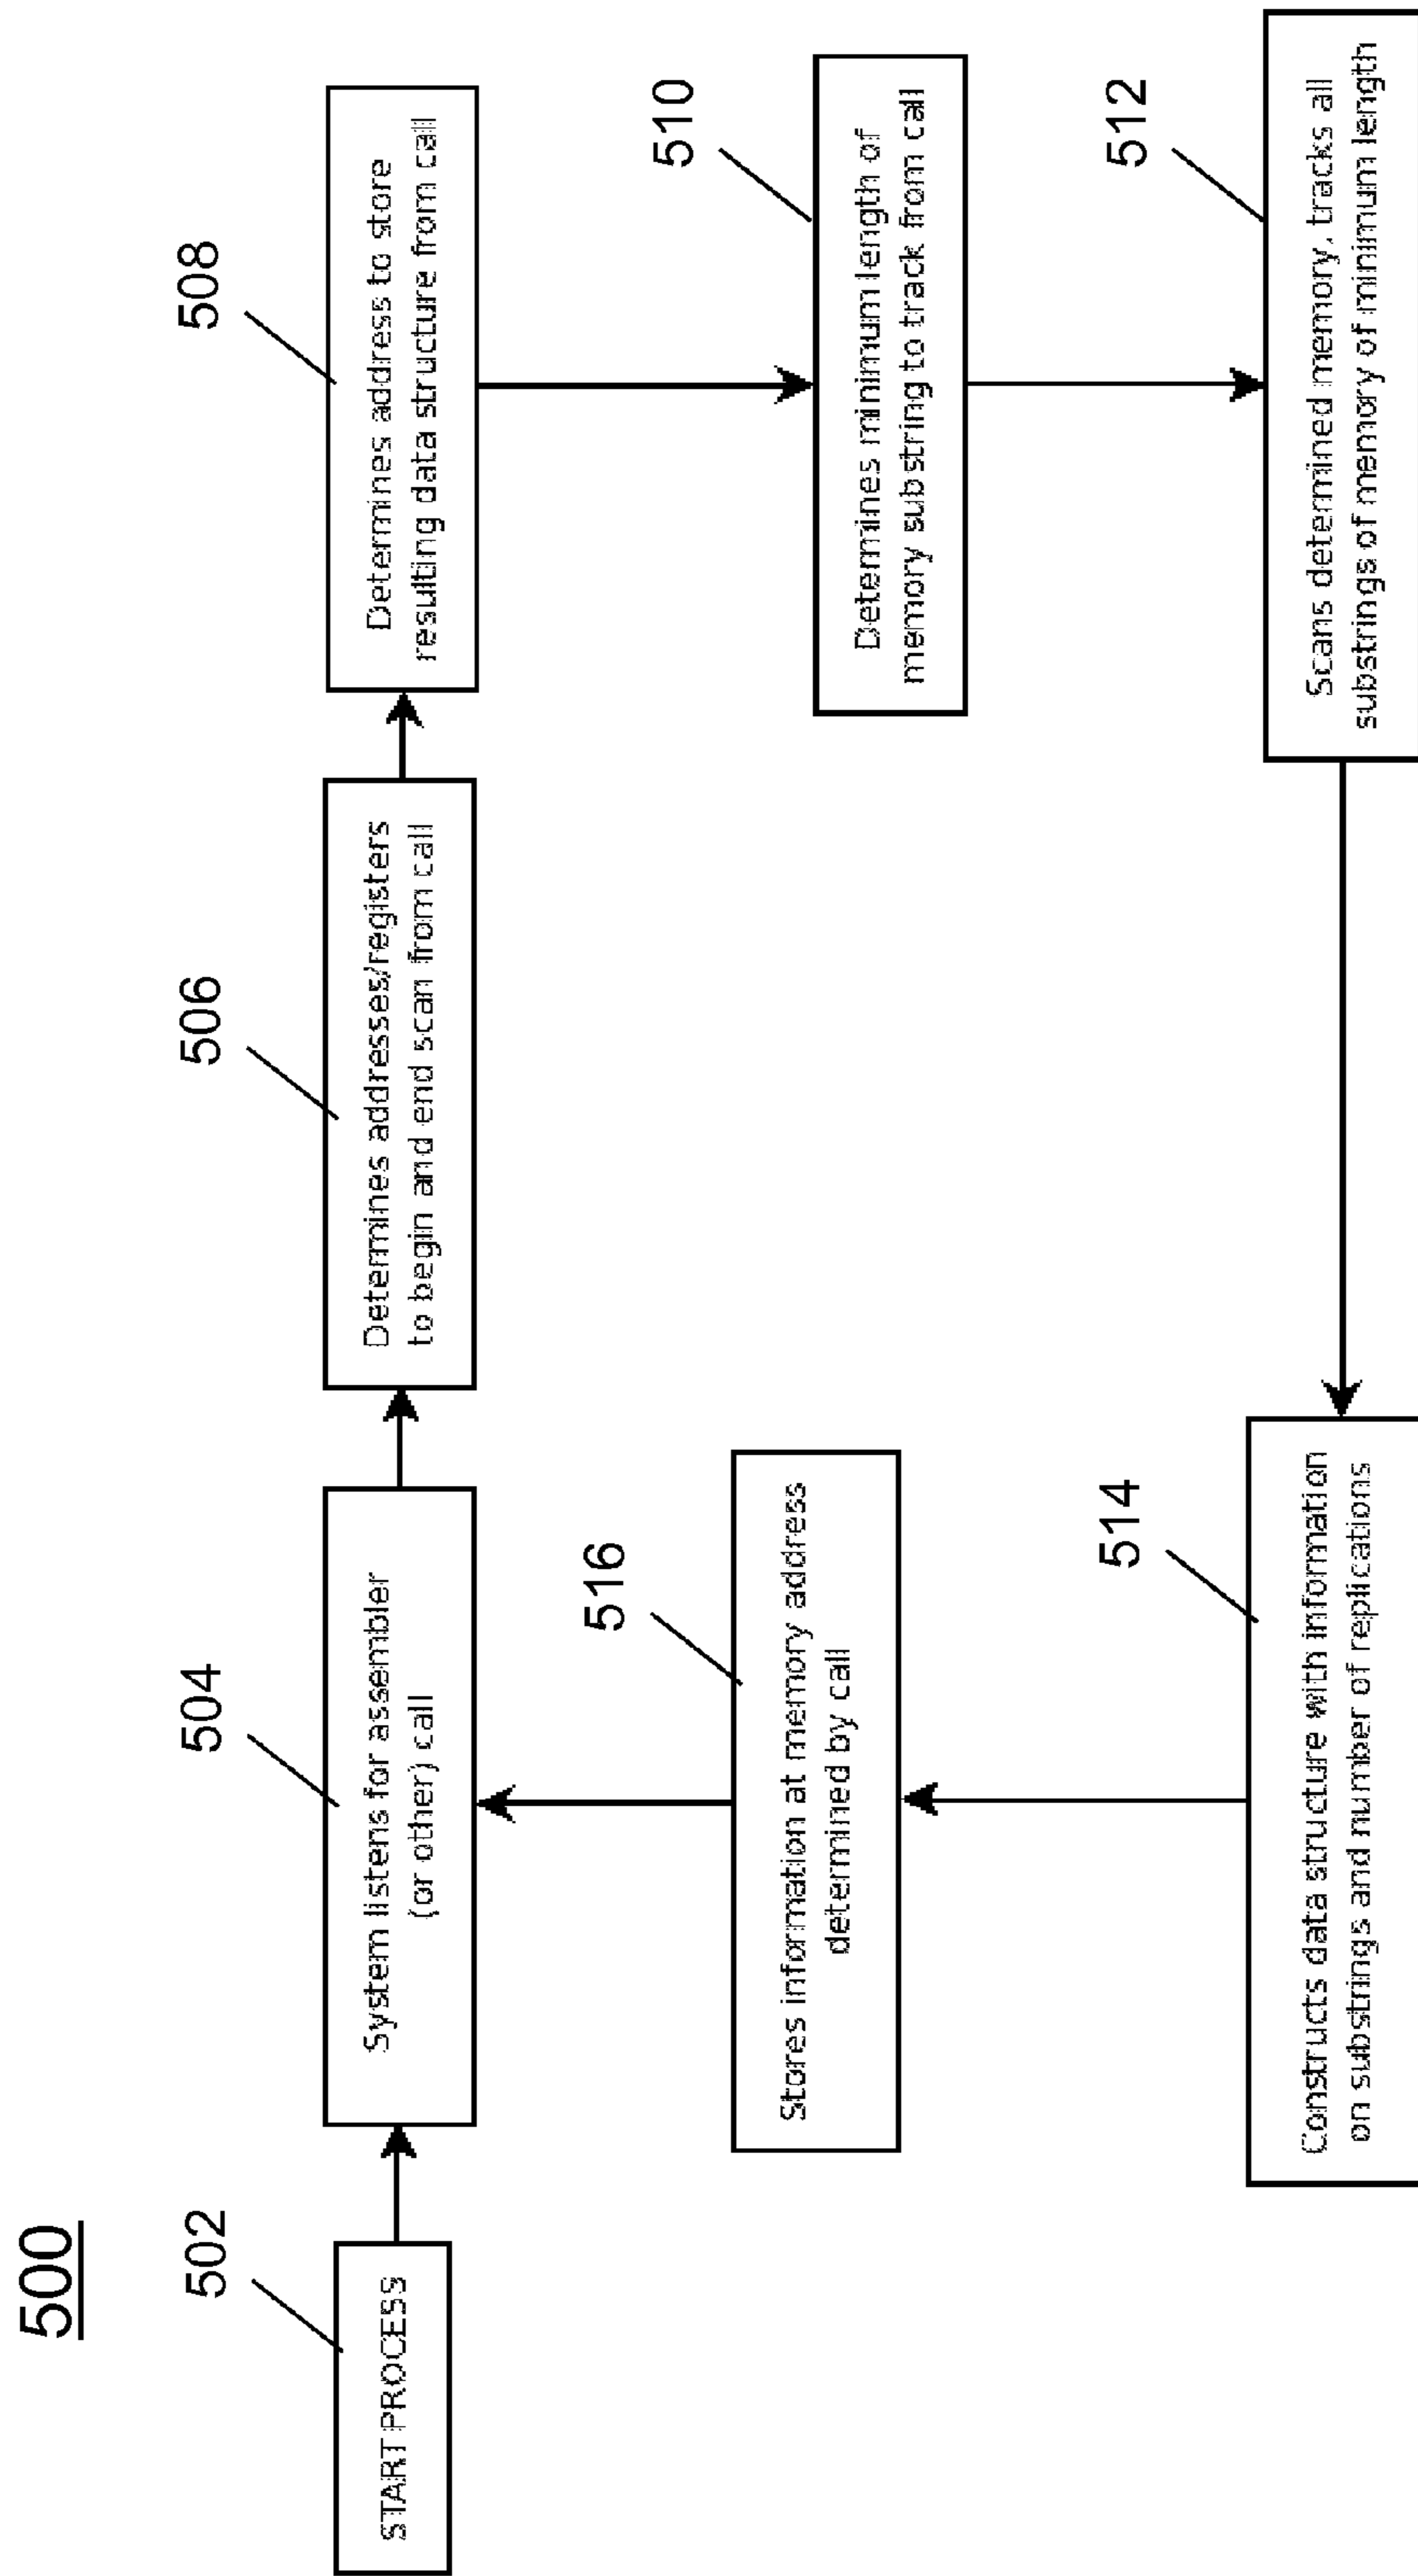 500
502
START PROCESS
504
System listens for assembler
(or other) call
506
Determines addresses/registers
to begin and end scan from call
508
Determines address to store
resulting data structure from call
510
Determines minimum length of
memory substring to track from call
512
Scans determined memory, tracks all
substrings of memory of minimum length
514
Constructs data structure with information
on substrings and number of replications
516
Stores information at memory address
determined by call